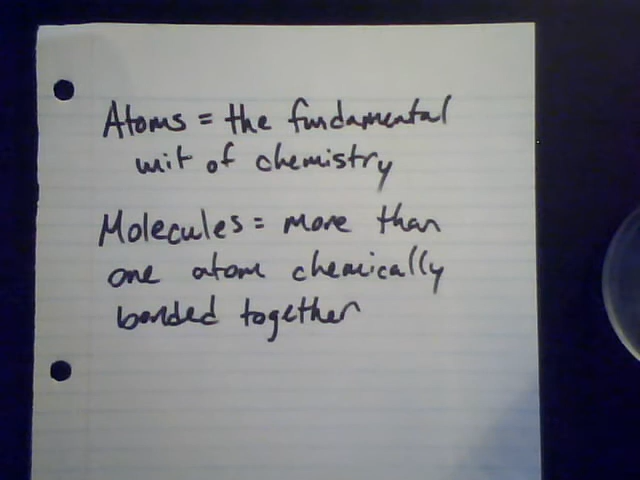 Atoms = the fundamental
unit of chemistry
Molecules = more than
one atom chemically
bonded together